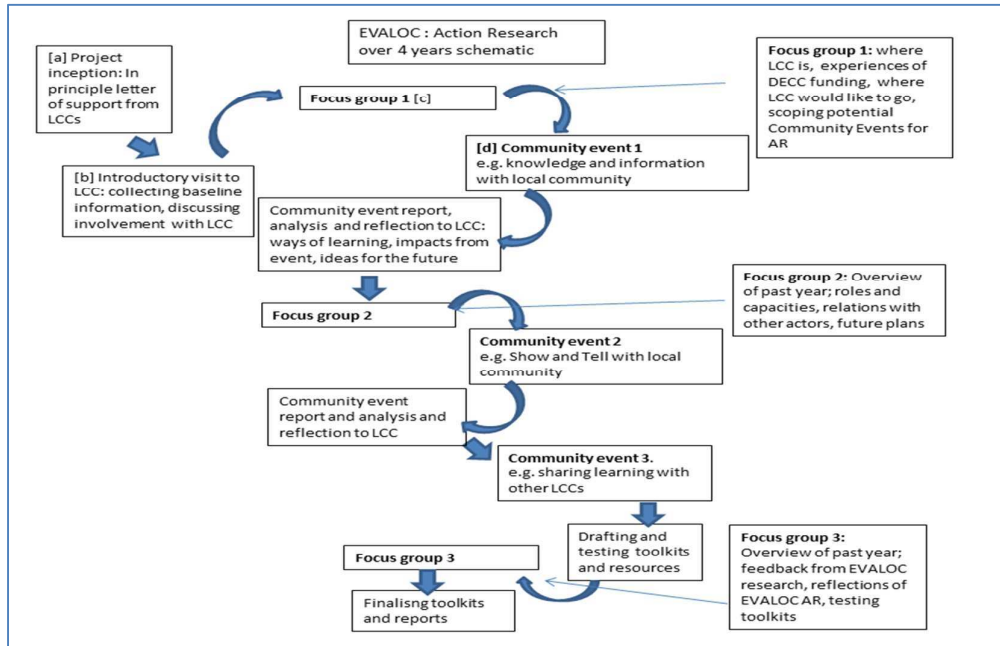 EVALOC : Action Research
over 4 years schematic
[a] Project
inception: In
principle letter
of support from
LCCs
Focus group 1: where
LCC is, experiences of
DECC funding, where
LCC would like to go,
scoping potential
Community Events for
AR
Focus group 1 [c]
[d] Community event 1
e.g. knowledge and information
with local community
[b] Introductory visit to
LCC: collecting baseline
information, discussing
involvement with LCC
Community event report,
analysis and reflection to LCC:
ways of learning, impacts from
event, ideas for the future
Focus group 2: Overview
of past year; roles and
capacities, relations with
other actors, future plans
Focus group 2
Community event 2
e.g. Show and Tell with local
community
Community event
report and analysis and
reflection to LCC
Community event 3.
e.g. sharing learning with
other LCCs
Drafting and
testing toolkits
and resources
Focus group 3:
Overview of past year;
feedback from EVALOC
research, reflections of
EVALOC AR, testing
toolkits
Focus group 3
Finalising toolkits
and reports